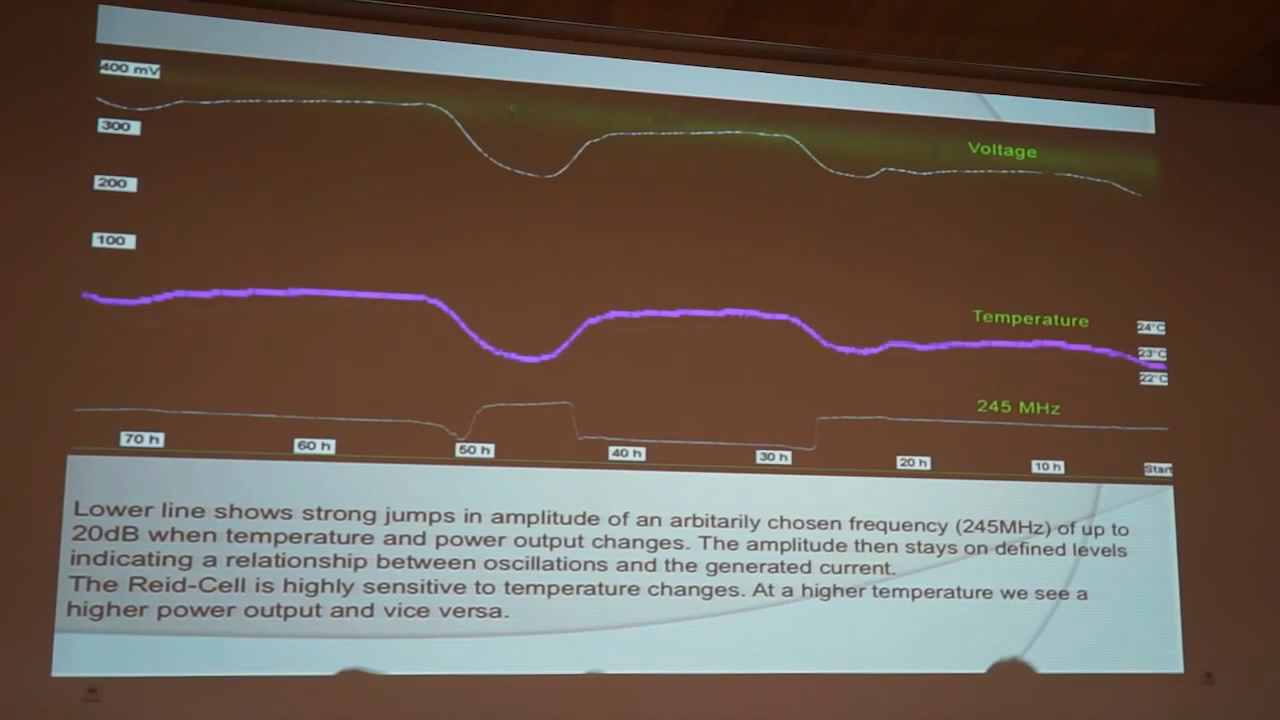 400 mV
300
Voltage
200
100
Temperature
24°C
23°C
22°C
245 MHz
70 h
60 h
50 h
40 h
30 h
20 h
10 h
Start
Lower line shows strong jumps in amplitude of an arbitarily chosen frequency (245MHz) of up to
20dB when temperature and power output changes. The amplitude then stays on defined levels
indicating a relationship between oscillations and the generated current.
The Reid-Cell is highly sensitive to temperature changes. At a higher temperature we see a
higher power output and vice versa.